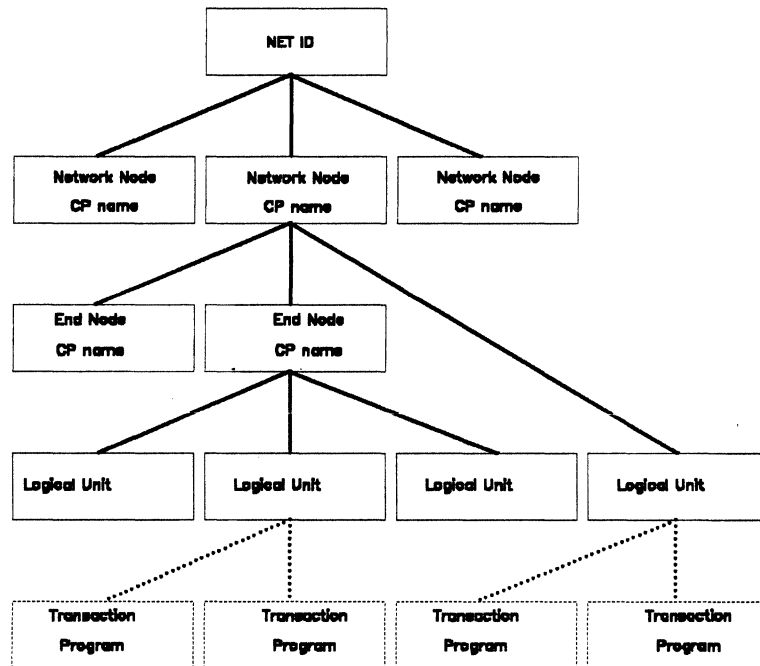 NET ID
Network Node
CP name
Network Node
CP name
Network Node
CP name
End Node
CP name
End Node
CP name
Logical Unit
Logical Unit
Logical Unit
Logical Unit
Transaction
Program
Transaction
Program
Transaction
Program
Transaction
Program